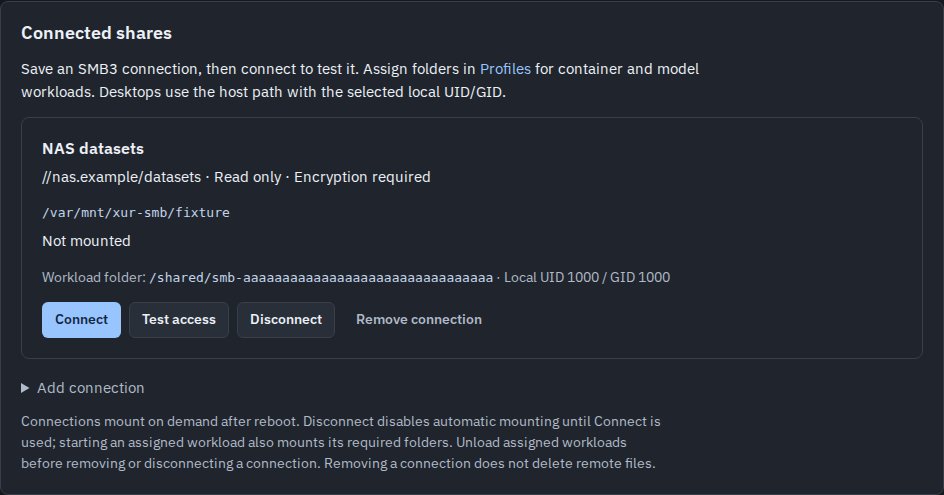 Connected shares
Save an SMB3 connection, then connect to test it. Assign folders in Profiles for container and model
workloads. Desktops use the host path with the selected local UID/GID.
NAS datasets
//nas.example/datasets · Read only · Encryption required
/var/mnt/xur-smb/fixture
Not mounted
Workload folder: /shared/smb-aaaaaaaaaaaaaaaaaaaaaaaaaaaaaaaa · Local UID 1000 / GID 1000
Connect Test access Disconnect Remove connection
Add connection
Connections mount on demand after reboot. Disconnect disables automatic mounting until Connect is
used; starting an assigned workload also mounts its required folders. Unload assigned workloads
before removing or disconnecting a connection. Removing a connection does not delete remote files.